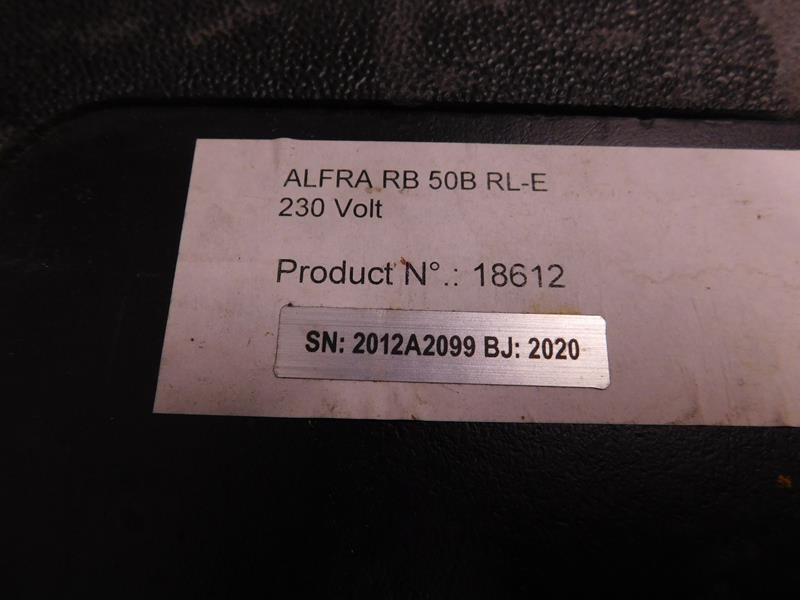 ALFRA RB 50B RL-E
230 Volt
Product N°.: 18612
SN: 2012A2099 BJ: 2020